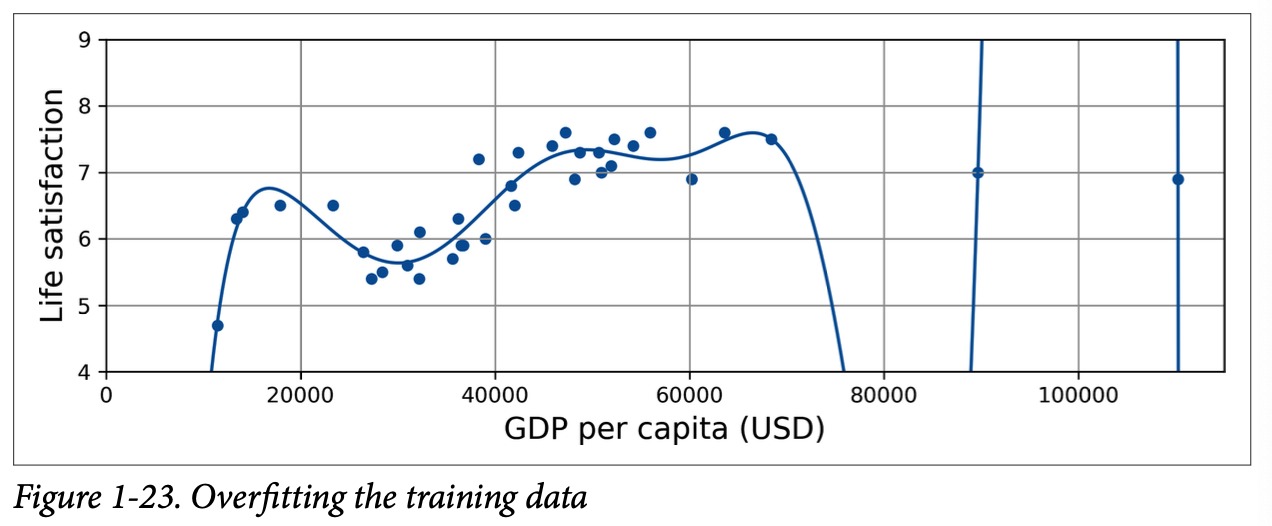 9
8
7
6
5
4
Life satisfaction
0 20000 40000 60000 80000 100000
GDP per capita (USD)
Figure 1-23. Overfitting the training data